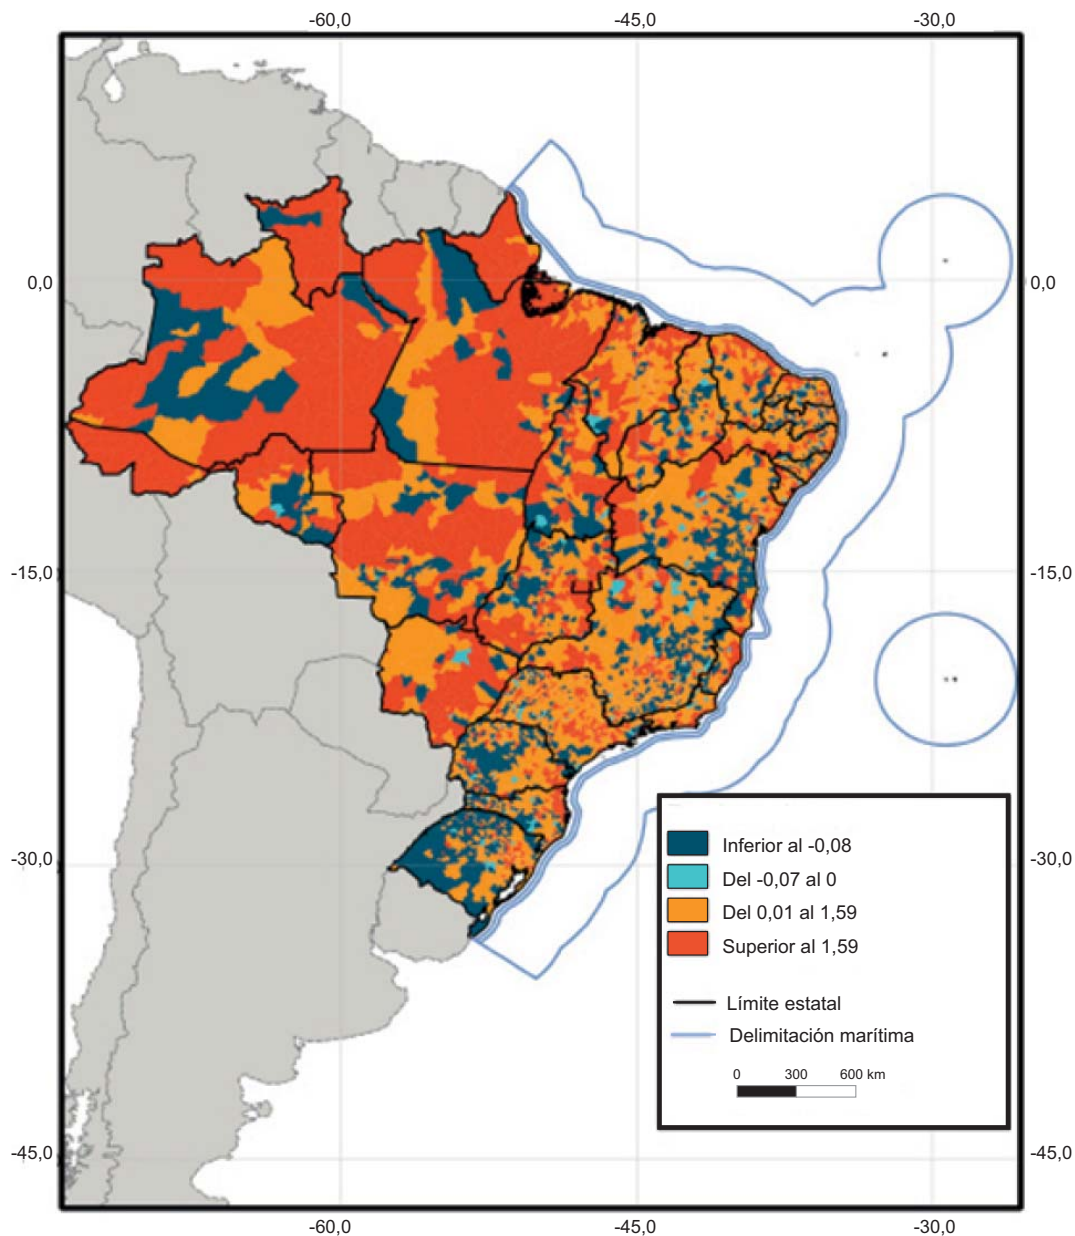 -60,0
-45,0
-30,0
0,0
0,0
-15,0
-15,0
-30,0
-30,0
-45,0
-45,0
Inferior al -0,08
Del -0,07 al 0
Del 0,01 al 1,59
Superior al 1,59
Límite estatal
Delimitación marítima
0 300 600 km
-60,0
-45,0
-30,0